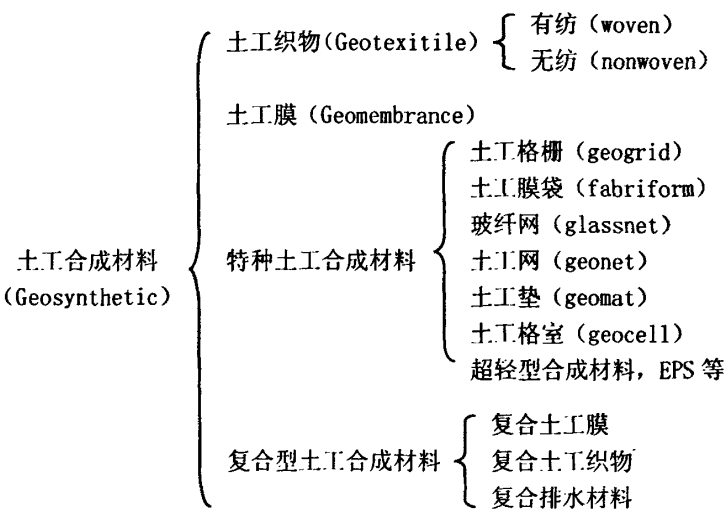 土工合成材料
(Geosynthetic)
土工织物(Geotexitile)
有纺(woven)
无纺(nonwoven)
土工膜(Geomembrance)
特种土工合成材料
土工格栅(geogrid)
土工膜袋(fabriform)
玻纤网(glassnet)
土工网(geonet)
土工垫(geomat)
土工格室(geocell)
超轻型合成材料,EPS等
复合型土工合成材料
复合土工膜
复合土工织物
复合排水材料